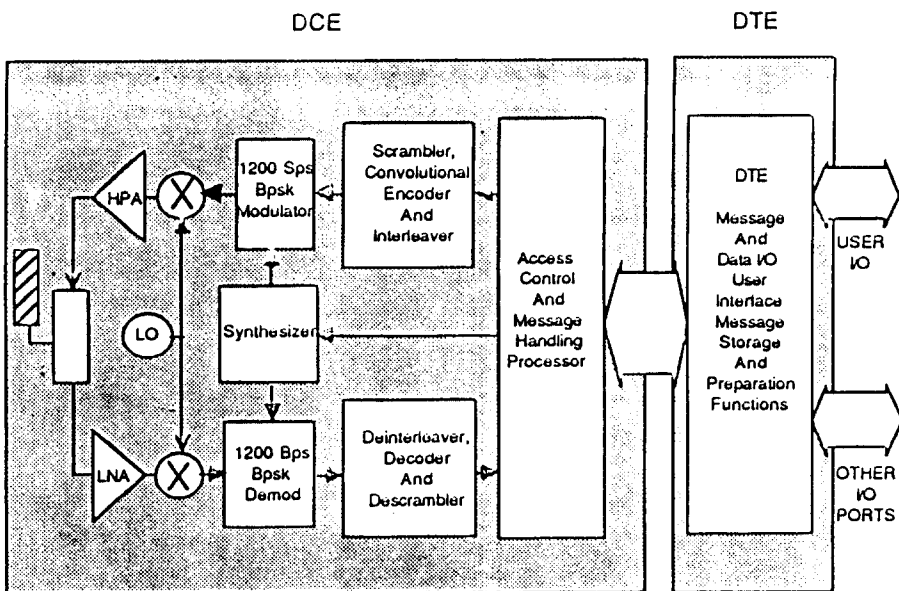 DCE
DTE
HPA
X
1200 Sps
Bpsk
Modulator
Scrambler,
Convolutional
Encoder
And
Interleaver
LO
Synthesizer
Access
Control
And
Message
Handling
Processor
LNA
X
1200 Bps
Bpsk
Demod
Deinterleaver,
Decoder
And
Descrambler
DTE
Message
And
Data I/O
User
Interface
Message
Storage
And
Preparation
Functions
USER
I/O
OTHER
I/O
PORTS